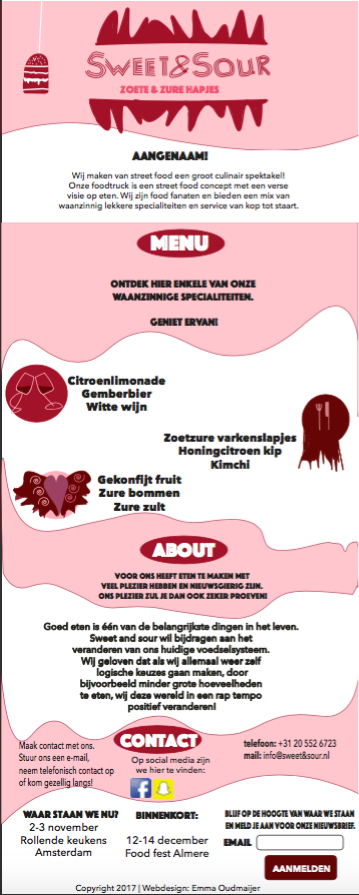 SWEET&SOUR
ZOETE & ZURE HAPJES
AANGENAAM!
Wij maken van street food een groot culinair spektakel!
Onze foodtruck is een street food concept met een verse
visie op eten. Wij zijn food fanaten en bieden een mix van
waanzinnig lekkere specialiteiten en service van kop tot staart.
MENU
ONTDEK HIER ENKELE VAN ONZE
WAANZINNIGE SPECIALITEITEN.
GENIET ERVAN!
Citroenlimonade
Gemberbier
Witte wijn
Zoetzure varkenslapjes
Honingcitroen kip
Kimchi
Gekonfijt fruit
Zure bommen
Zure zult
ABOUT
VOOR ONS HEEFT ETEN TE MAKEN MET
VEEL PLEZIER HEBBEN EN NIEUWSGIERIG ZIJN.
ONS PLEZIER ZUL JE DAN OOK ZEKER PROEVEN!
Goed eten is één van de belangrijkste dingen in het leven.
Sweet and sour wil bijdragen aan het
veranderen van ons huidige voedselsysteem.
Wij geloven dat als wij allemaal weer zelf
logische keuzes gaan maken, door
bijvoorbeeld minder grote hoeveelheden
te eten, wij deze wereld in een rap tempo
positief veranderen!
CONTACT
Maak contact met ons.
Stuur ons een e-mail,
neem telefonisch contact op
of kom gezellig langs!
Op social media zijn
we hier te vinden:
telefoon: +31 20 552 6723
mail: info@sweet&sour.nl
WAAR STAAN WE NU?
2-3 november
Rollende keukens
Amsterdam
BINNENKORT:
12-14 december
Food fest Almere
BLIJF OP DE HOOGTE VAN WAAR WE STAAN
EN MELD JE AAN VOOR ONZE NIEUWSBRIEF.
EMAIL
AANMELDEN
Copyright 2017 | Webdesign: Emma Oudmaijer